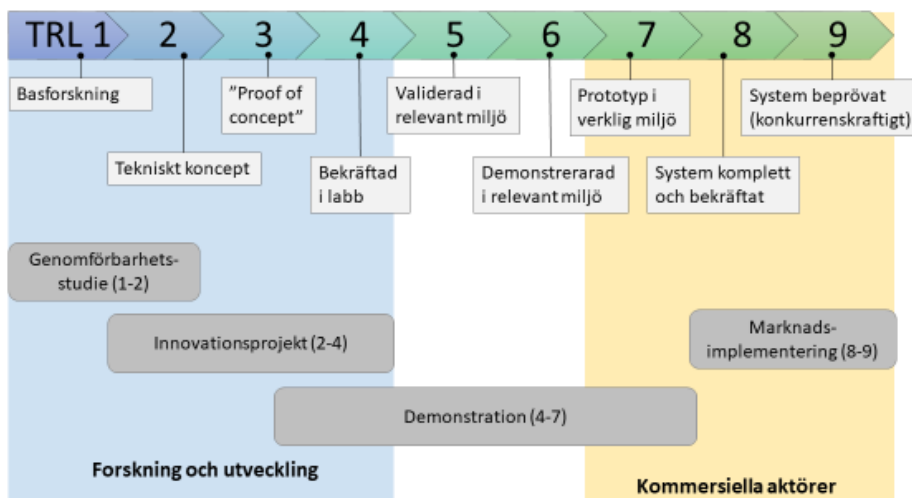 TRL 1 2 3 4 5 6 7 8 9
Basforskning
"Proof of
concept"
Validerad i
relevant miljö
Prototyp i
verklig miljö
System beprövat
(konkurrenskraftigt)
Tekniskt koncept
Bekräftad
i labb
Demonstrerarad
i relevant miljö
System komplett
och bekräftat
Genomförbarhets-
studie (1-2)
Innovationsprojekt (2-4)
Marknads-
implementering (8-9)
Demonstration (4-7)
Forskning och utveckling
Kommersiella aktörer